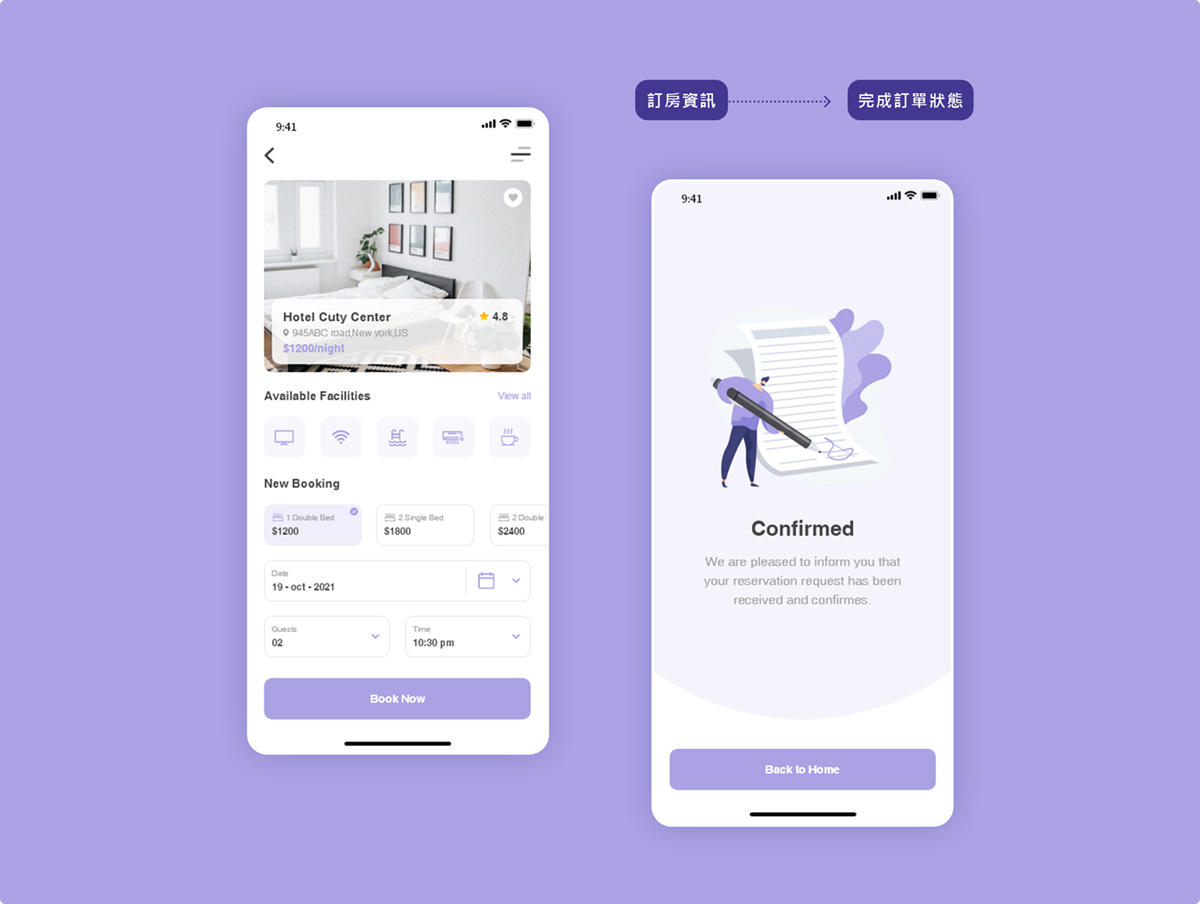 訂房資訊
完成訂單狀態
9:41
Hotel Cuty Center
4.8
945ABC road,New york,US
$1200/night
Available Facilities
View all
New Booking
1 Double Bed
$1200
2 Single Bed
$1800
2 Double
$2400
Date
19 - oct - 2021
Guests
02
Time
10:30 pm
Book Now
9:41
Confirmed
We are pleased to inform you that
your reservation request has been
received and confirmes.
Back to Home